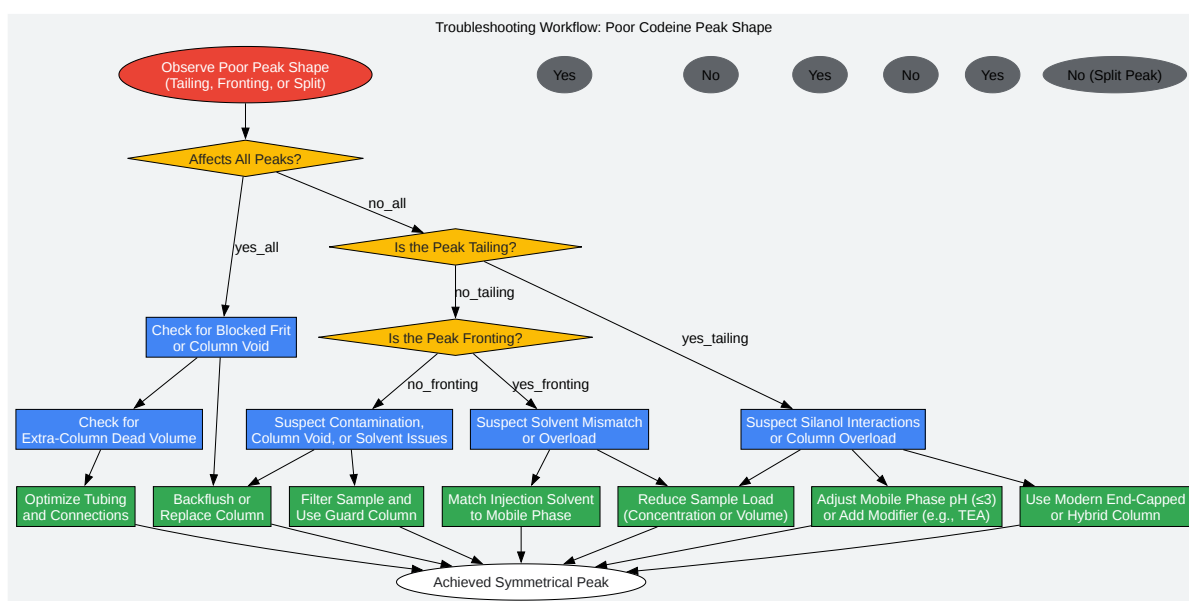 Troubleshooting Workflow: Poor Codeine Peak Shape
Observe Poor Peak Shape
(Tailing, Fronting, or Split)
Yes
No
Yes
No
Yes
No (Split Peak)
Affects All Peaks?
no_all
yes_all
Is the Peak Tailing?
no_tailing
yes_tailing
Check for Blocked Frit
or Column Void
Is the Peak Fronting?
no_fronting
yes_fronting
Check for
Extra-Column Dead Volume
Suspect Contamination,
Column Void, or Solvent Issues
Suspect Solvent Mismatch
or Overload
Suspect Silanol Interactions
or Column Overload
Optimize Tubing
and Connections
Backflush or
Replace Column
Filter Sample and
Use Guard Column
Match Injection Solvent
to Mobile Phase
Reduce Sample Load
(Concentration or Volume)
Adjust Mobile Phase pH (≤3)
or Add Modifier (e.g., TEA)
Use Modern End-Capped
or Hybrid Column
Achieved Symmetrical Peak